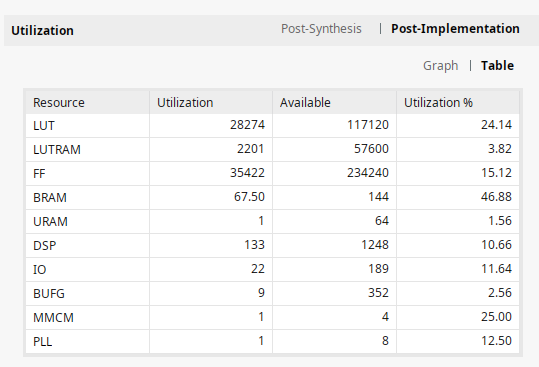 Utilization Post-Synthesis | Post-Implementation
Graph | Table
Resource Utilization Available Utilization %
LUT 28274 117120 24.14
LUTRAM 2201 57600 3.82
FF 35422 234240 15.12
BRAM 67.50 144 46.88
URAM 1 64 1.56
DSP 133 1248 10.66
IO 22 189 11.64
BUFG 9 352 2.56
MMCM 1 4 25.00
PLL 1 8 12.50